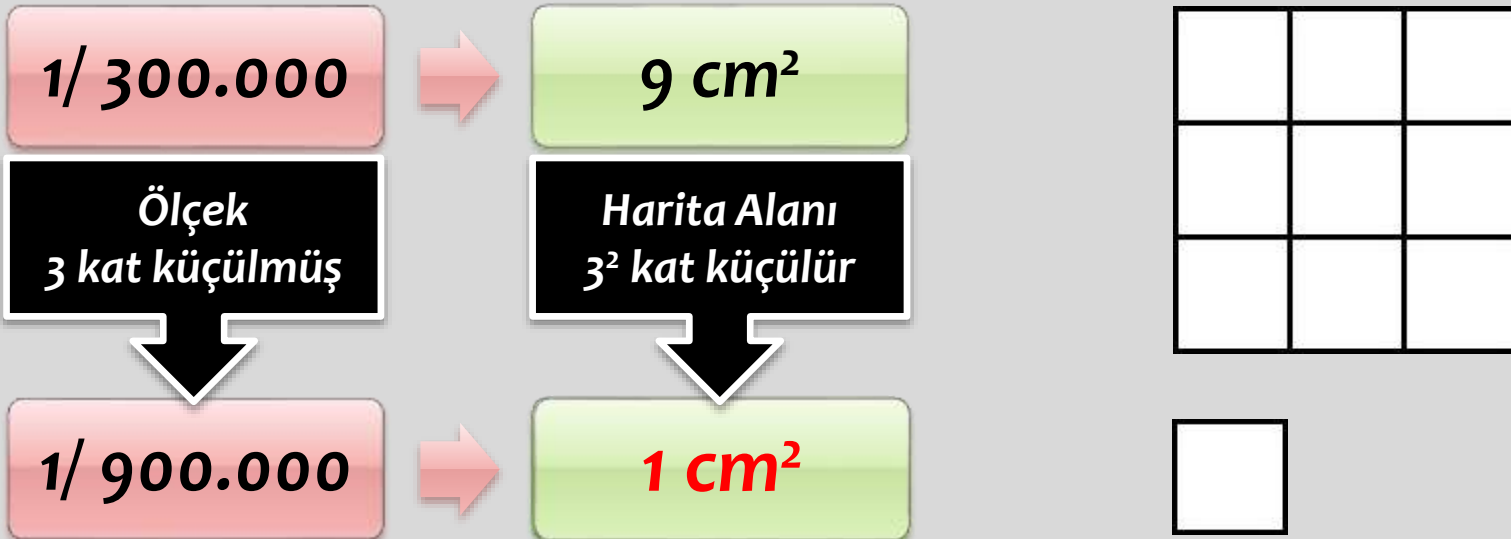 1/ 300.000
9 cm²
Ölçek
3 kat küçülmüş
Harita Alanı
3² kat küçülür
1/ 900.000
1 cm²